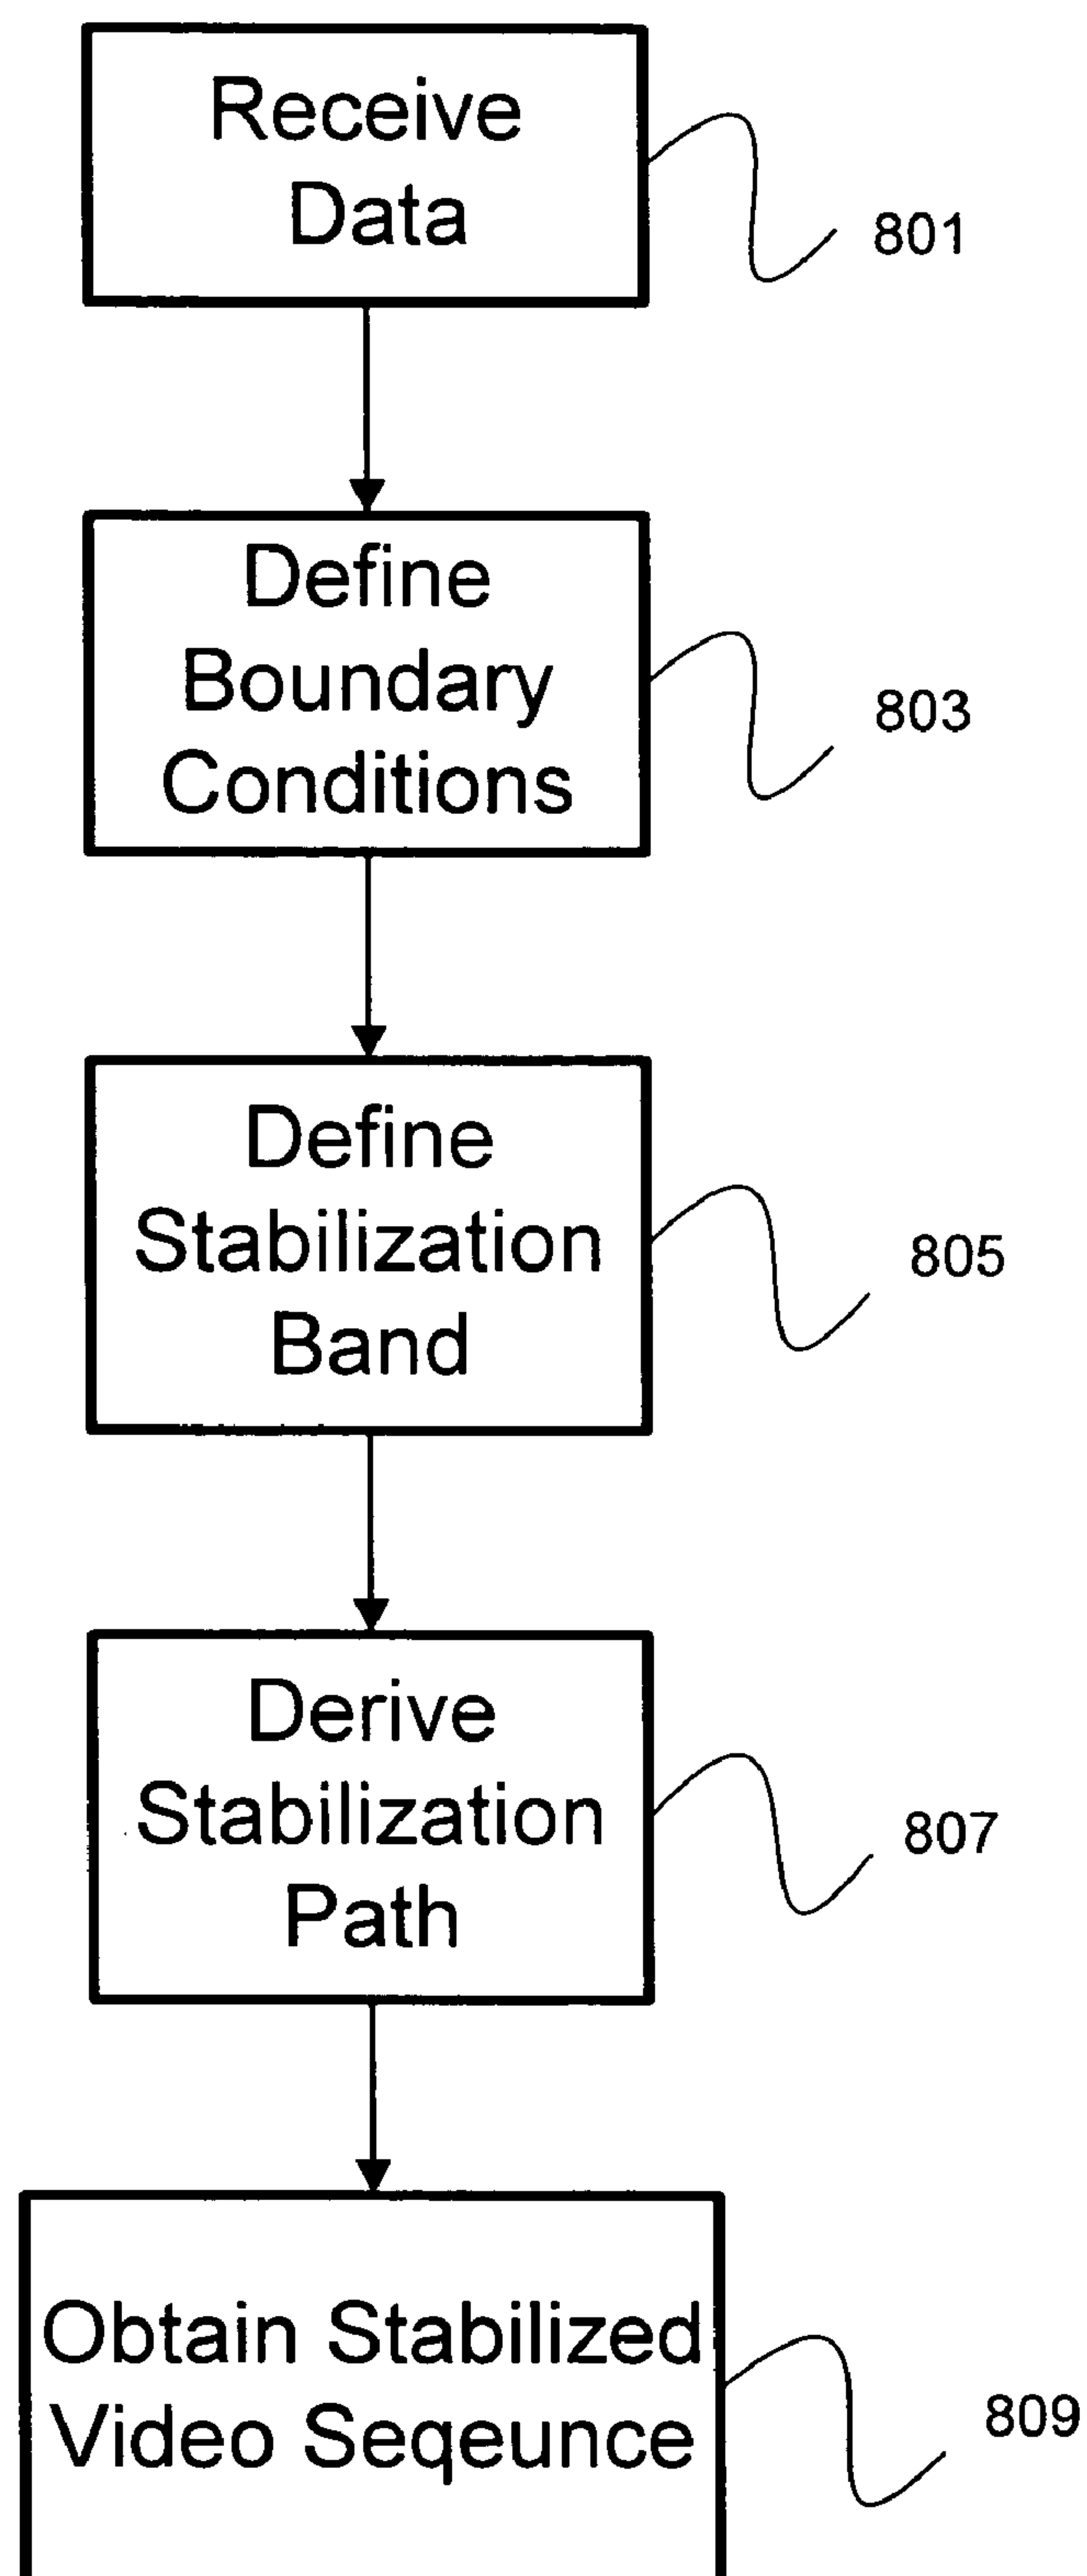 Receive
Data
801
Define
Boundary
Conditions
803
Define
Stabilization
Band
805
Derive
Stabilization
Path
807
Obtain Stabilized
Video Seqeunce
809